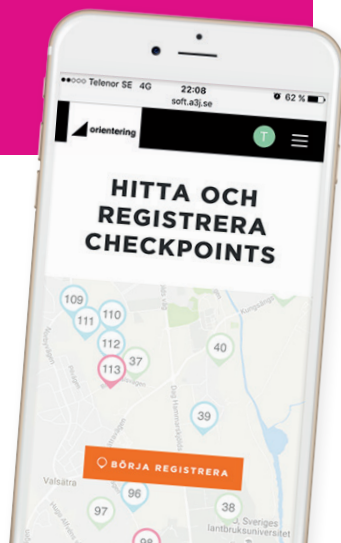 Telenor SE 4G 22:08 62 %
soft.a3j.se
orientering T
HITTA OCH
REGISTRERA
CHECKPOINTS
109
111 110
112
113 37
40
39
BÖRJA REGISTRERA
Valsätra
96
97
38
Sveriges
lantbruksuniversitet
98